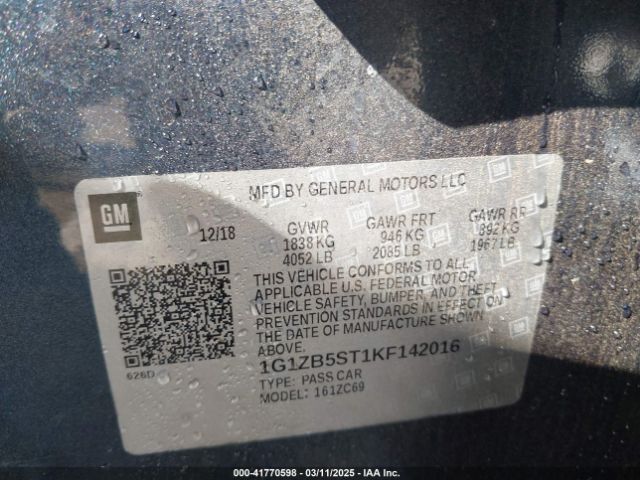 GM
MFD BY GENERAL MOTORS LLC
12/18
GVWR GAWR FRT GAWR RR
1838 KG 946 KG 892 KG
4052 LB 2085 LB 1967 LB
THIS VEHICLE CONFORMS TO ALL
APPLICABLE U.S. FEDERAL MOTOR
VEHICLE SAFETY, BUMPER, AND THEFT
PREVENTION STANDARDS IN EFFECT ON
THE DATE OF MANUFACTURE SHOWN
ABOVE.
1G1ZB5ST1KF142016
TYPE: PASS CAR
MODEL: 161ZC69
626D
000-41770598 - 03/11/2025 - IAA Inc.